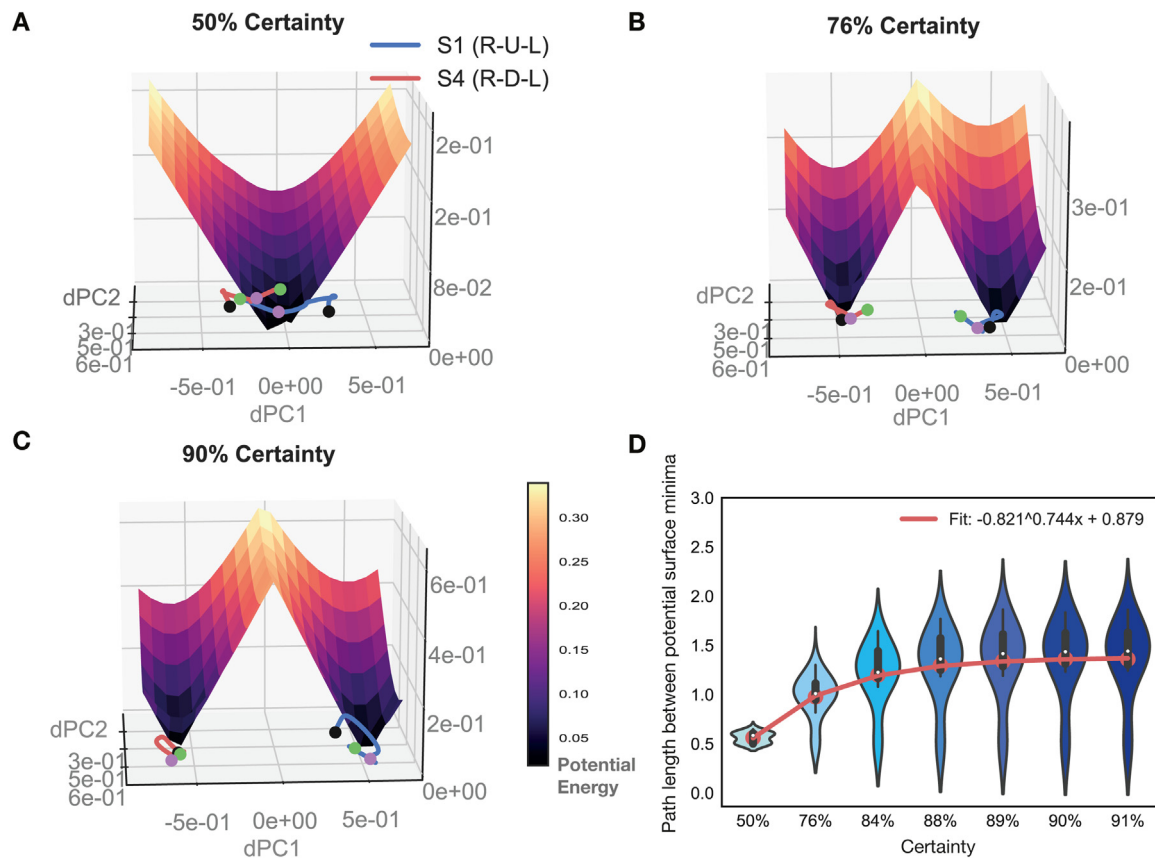 A
50% Certainty
S1 (R-U-L)
S4 (R-D-L)
2e-01
2e-01
8e-02
0e+00
dPC2
3e-01
5e-01
6e-01
-5e-01 0e+00 5e-01
dPC1
B
76% Certainty
3e-01
2e-01
0e+00
dPC2
3e-01
5e-01
6e-01
-5e-01 0e+00 5e-01
dPC1
C
90% Certainty
6e-01
4e-01
2e-01
0e+00
dPC2
3e-01
5e-01
6e-01
-5e-01 0e+00 5e-01
dPC1
0.30
0.25
0.20
0.15
0.10
0.05
Potential
Energy
D
Path length between potential surface minima
3.0
2.5
2.0
1.5
1.0
0.5
0.0
Fit: -0.821^0.744x + 0.879
50% 76% 84% 88% 89% 90% 91%
Certainty